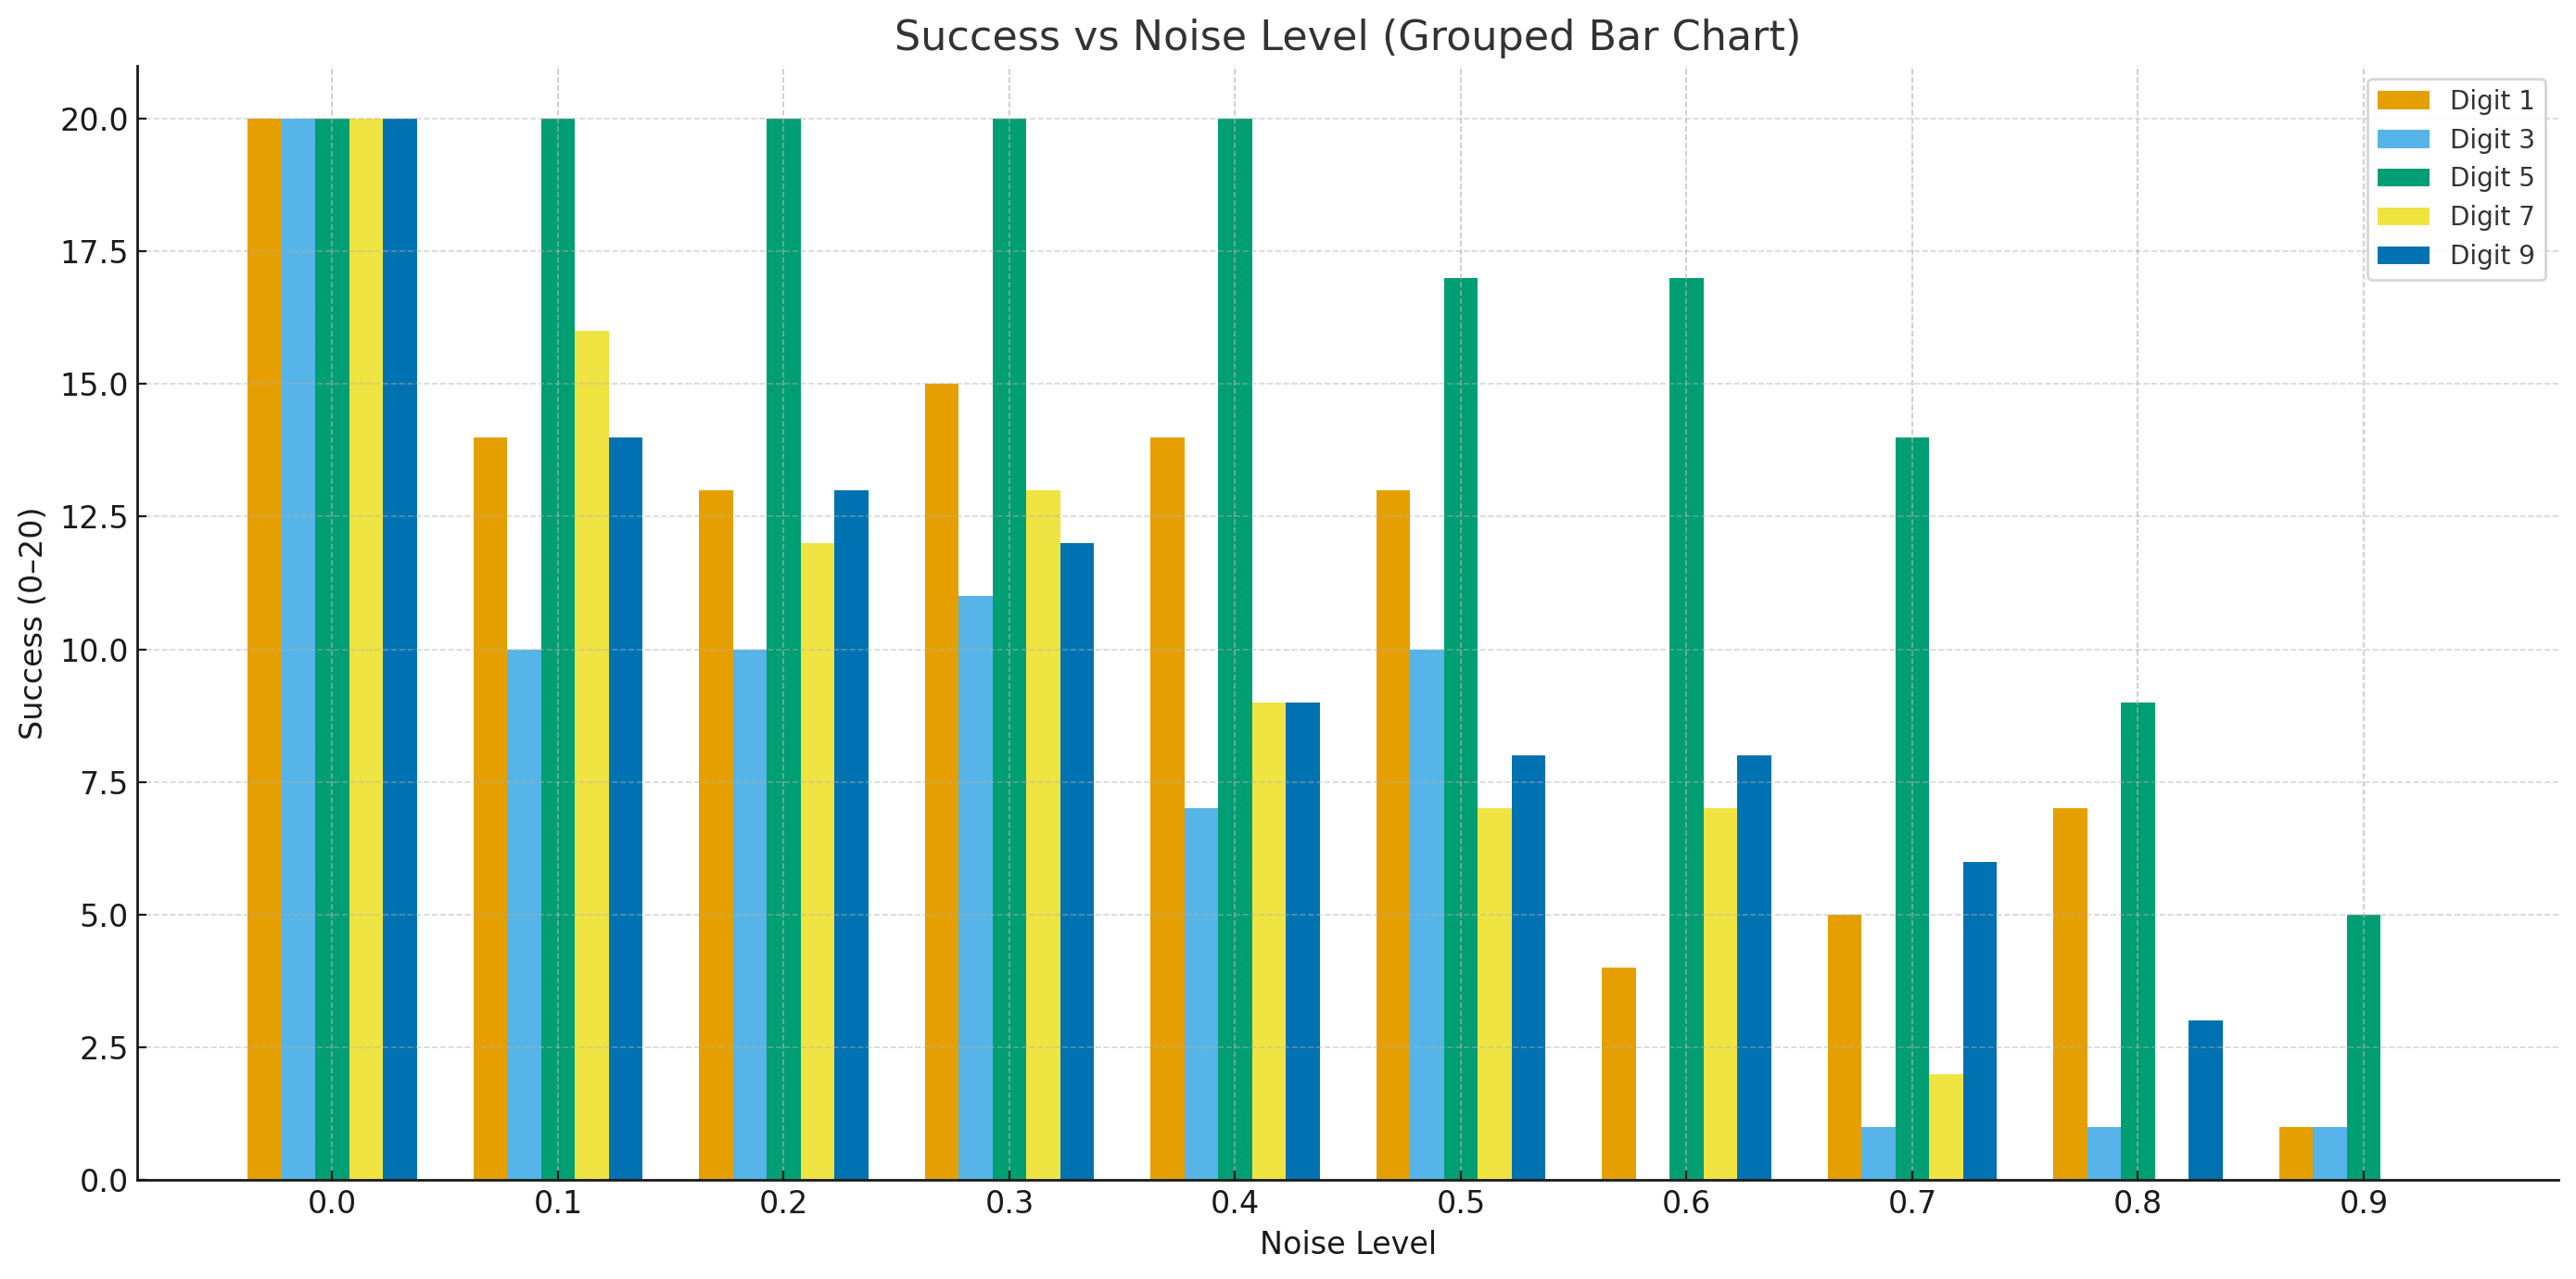 Success vs Noise Level (Grouped Bar Chart)
Digit 1
Digit 3
Digit 5
Digit 7
Digit 9
Success (0–20)
20.0
17.5
15.0
12.5
10.0
7.5
5.0
2.5
0.0
0.0 0.1 0.2 0.3 0.4 0.5 0.6 0.7 0.8 0.9
Noise Level